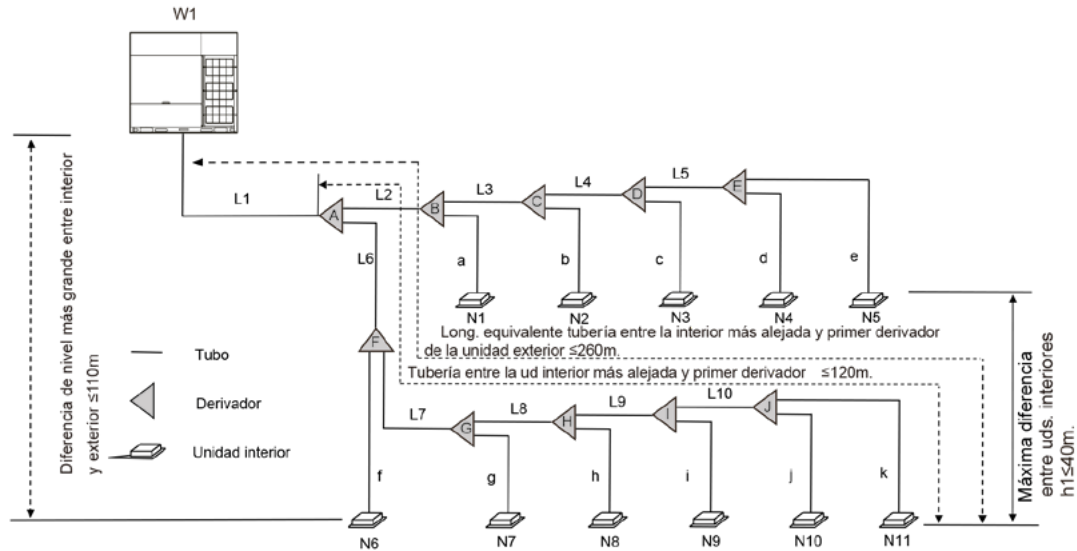 W1
L1
L2
L3
L4
L5
A
B
C
D
E
L6
a
b
c
d
e
N1
N2
N3
N4
N5
Long. equivalente tubería entre la interior más alejada y primer derivador
de la unidad exterior ≤260m.
Tubería entre la ud interior más alejada y primer derivador ≤120m.
F
L7
L8
L9
L10
G
H
I
J
f
g
h
i
j
k
N6
N7
N8
N9
N10
N11
Tubo
Derivador
Unidad interior
Diferencia de nivel más grande entre interior
y exterior ≤110m
Máxima diferencia
entre uds. interiores
h1≤40m.